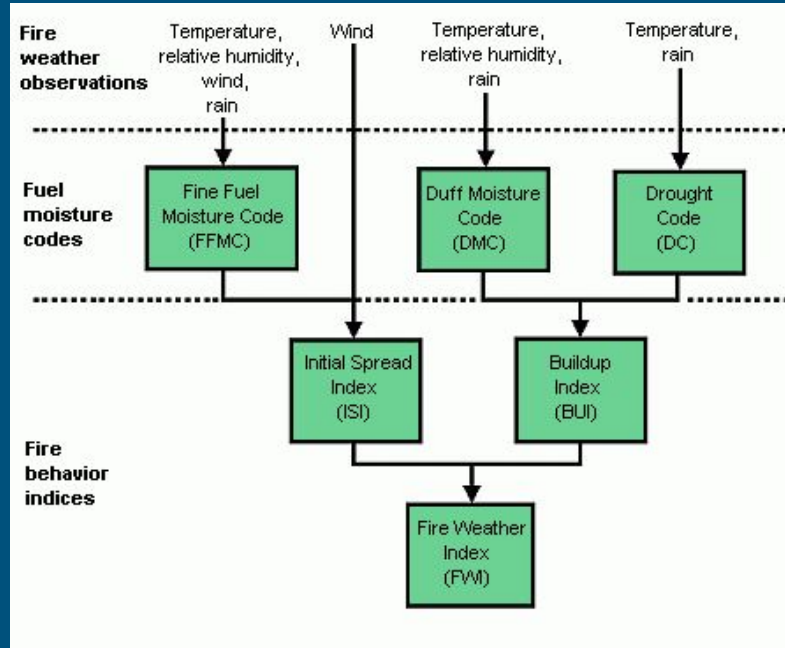 Fire
weather
observations
Temperature,
relative humidity,
wind,
rain
Wind
Temperature,
relative humidity,
rain
Temperature,
rain
Fuel
moisture
codes
Fine Fuel
Moisture Code
(FFMC)
Duff Moisture
Code
(DMC)
Drought
Code
(DC)
Fire
behavior
indices
Initial Spread
Index
(ISI)
Buildup
Index
(BUI)
Fire Weather
Index
(FWI)